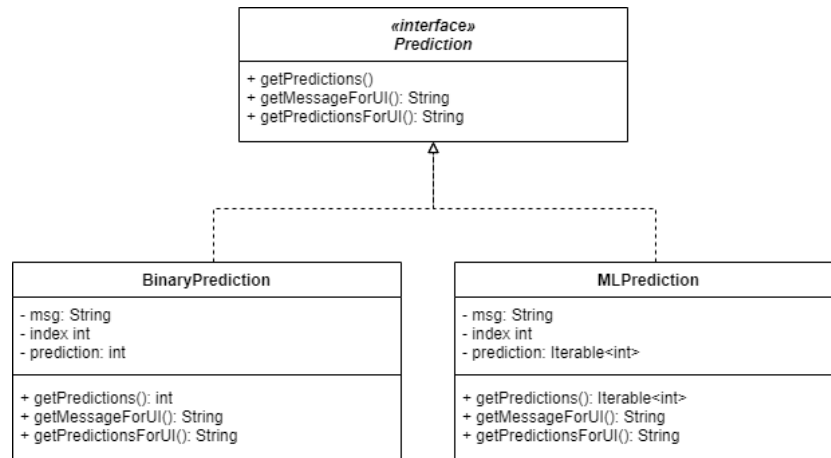 «interface»
Prediction
+ getPredictions()
+ getMessageForUI(): String
+ getPredictionsForUI(): String
BinaryPrediction
- msg: String
- index int
- prediction: int
+ getPredictions(): int
+ getMessageForUI(): String
+ getPredictionsForUI(): String
MLPrediction
- msg: String
- index int
- prediction: Iterable<int>
+ getPredictions(): Iterable<int>
+ getMessageForUI(): String
+ getPredictionsForUI(): String